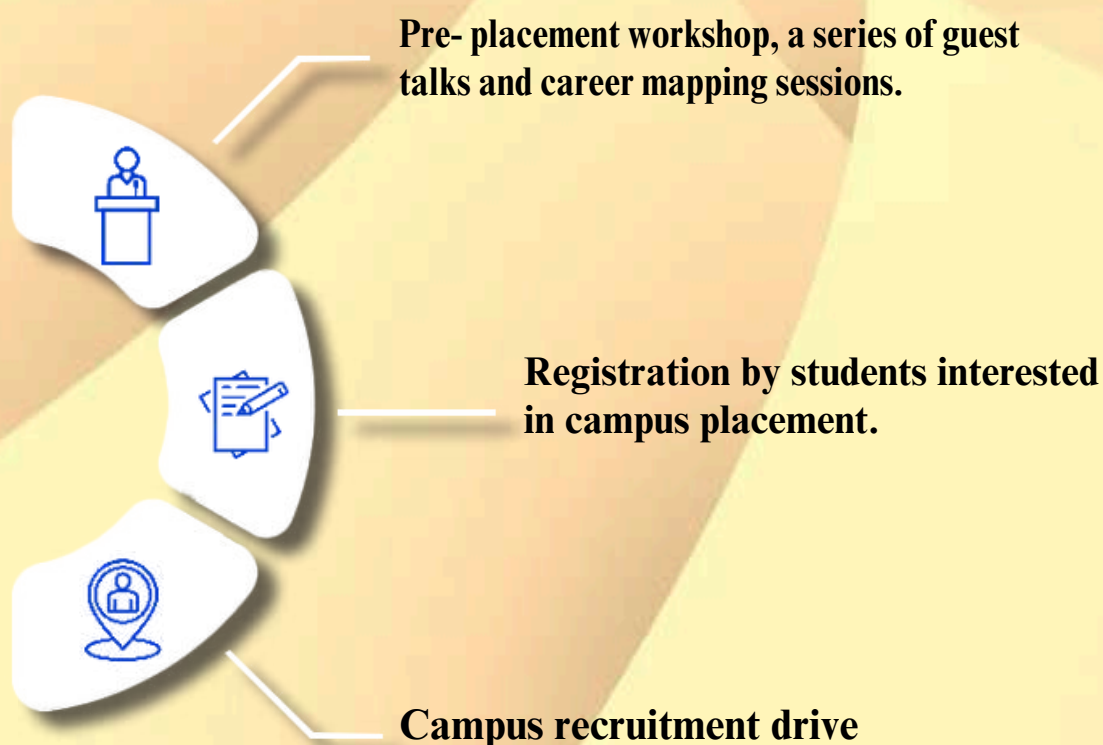 Pre- placement workshop, a series of guest
talks and career mapping sessions.
Registration by students interested
in campus placement.
Campus recruitment drive